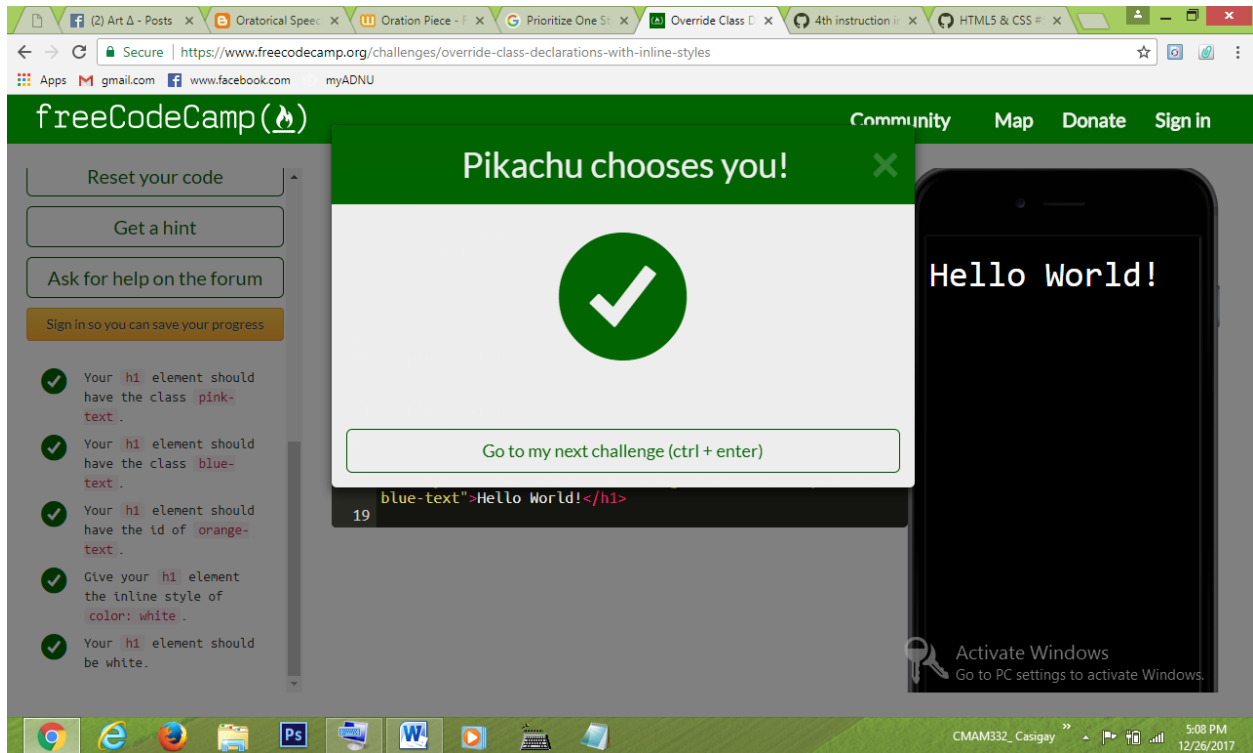 (2) Art Δ - Posts
Oratorical Speec
Oration Piece - F
Prioritize One St
Override Class D
4th instruction in
HTML5 & CSS #
Secure | https://www.freecodecamp.org/challenges/override-class-declarations-with-inline-styles
Apps gmail.com www.facebook.com myADNU
freeCodeCamp( )
Community Map Donate Sign in
Reset your code
Get a hint
Ask for help on the forum
Sign in so you can save your progress
Your h1 element should
have the class pink-
text .
Your h1 element should
have the class blue-
text .
Your h1 element should
have the id of orange-
text .
Give your h1 element
the inline style of
color: white .
Your h1 element should
be white.
Pikachu chooses you!
Go to my next challenge (ctrl + enter)
blue-text">Hello World!</h1>
19
Hello World!
Activate Windows
Go to PC settings to activate Windows.
Ps
CMAM332_ Casigay
5:08 PM
12/26/2017